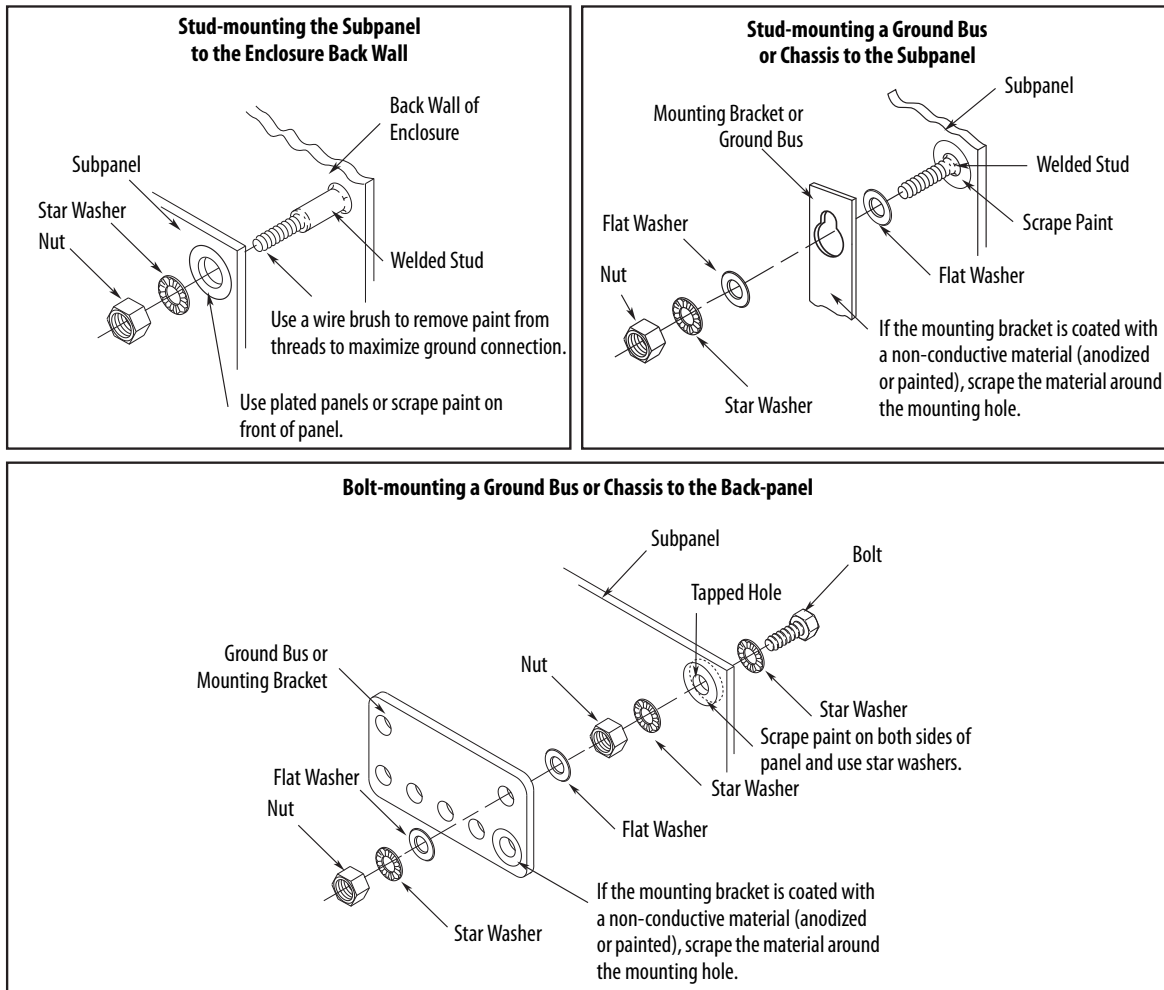 Stud-mounting the Subpanel
to the Enclosure Back Wall
Back Wall of
Enclosure
Subpanel
Star Washer
Nut
Welded Stud
Use a wire brush to remove paint from
threads to maximize ground connection.
Use plated panels or scrape paint on
front of panel.
Stud-mounting a Ground Bus
or Chassis to the Subpanel
Subpanel
Mounting Bracket or
Ground Bus
Welded Stud
Scrape Paint
Flat Washer
Flat Washer
Nut
If the mounting bracket is coated with
a non-conductive material (anodized
or painted), scrape the material around
the mounting hole.
Star Washer
Bolt-mounting a Ground Bus or Chassis to the Back-panel
Subpanel
Bolt
Tapped Hole
Ground Bus or
Mounting Bracket
Nut
Star Washer
Scrape paint on both sides of
panel and use star washers.
Star Washer
Flat Washer
Nut
Flat Washer
If the mounting bracket is coated with
a non-conductive material (anodized
or painted), scrape the material around
the mounting hole.
Star Washer